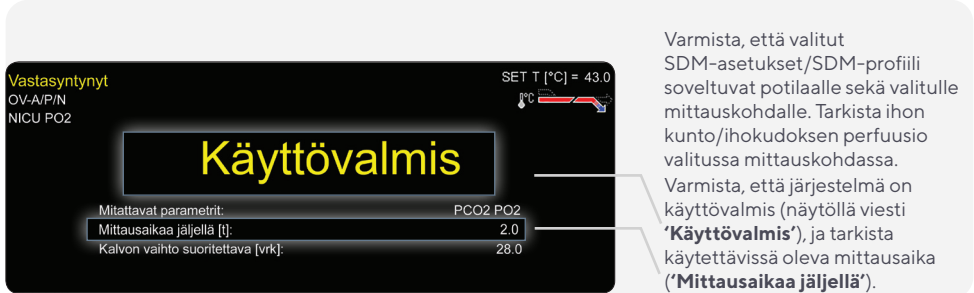 Vastasyntynyt
SET T [°C] = 43.0
OV-A/P/N
°C
NICU PO2
Käyttövalmis
Mitattavat parametrit: PCO2 PO2
Mittausaikaa jäljellä [t]: 2.0
Kalvon vaihto suoritettava [vrk]: 28.0
Varmista, että valitut
SDM-asetukset/SDM-profiili
soveltuvat potilaalle sekä valitulle
mittauskohdalle. Tarkista ihon
kunto/ihokudoksen perfuusio
valitussa mittauskohdassa.
Varmista, että järjestelmä on
käyttövalmis (näytöllä viesti
‘Käyttövalmis’), ja tarkista
käytettävissä oleva mittausaika
(‘Mittausaikaa jäljellä’).